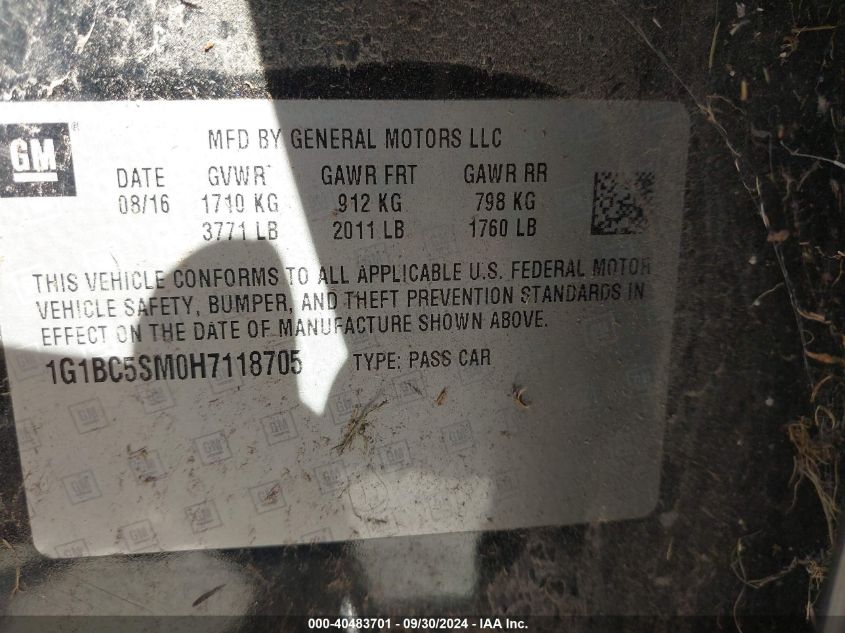 GM
MFD BY GENERAL MOTORS LLC
DATE GVWR GAWR FRT GAWR RR
08/16 1710 KG 912 KG 798 KG
3771 LB 2011 LB 1760 LB
THIS VEHICLE CONFORMS TO ALL APPLICABLE U.S. FEDERAL MOTOR
VEHICLE SAFETY, BUMPER, AND THEFT PREVENTION STANDARDS IN
EFFECT ON THE DATE OF MANUFACTURE SHOWN ABOVE.
1G1BC5SM0H7118705 TYPE: PASS CAR
000-40483701 - 09/30/2024 - www.iaai.com